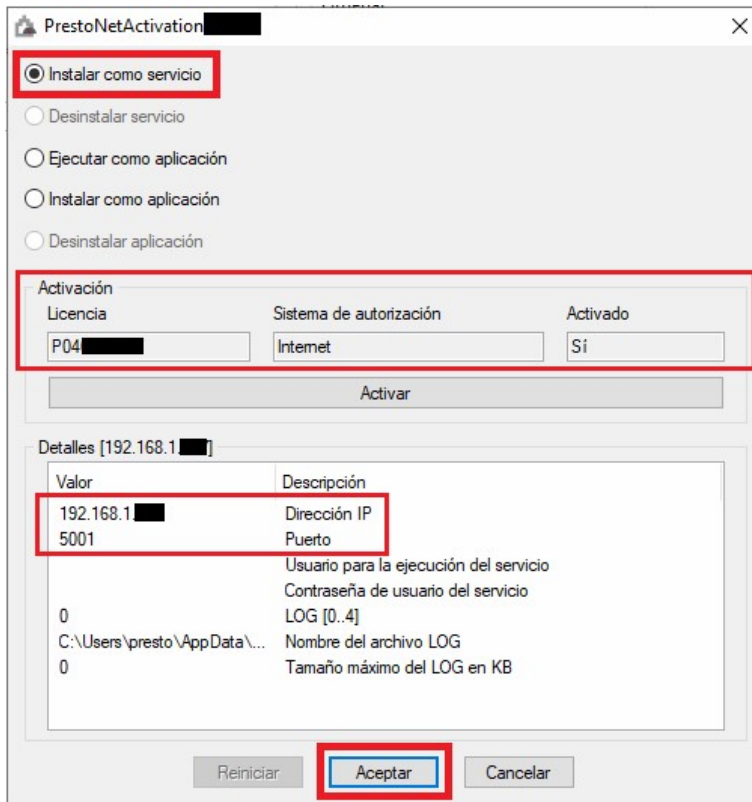 PrestoNetActivation
Instalar como servicio
Desinstalar servicio
Ejecutar como aplicación
Instalar como aplicación
Desinstalar aplicación
Activación
Licencia Sistema de autorización Activado
P04 Internet Sí
Activar
Detalles [192.168.1. ]
Valor Descripción
192.168.1. Dirección IP
5001 Puerto
Usuario para la ejecución del servicio
Contraseña de usuario del servicio
0 LOG [0..4]
C:\Users\presto\AppData\... Nombre del archivo LOG
0 Tamaño máximo del LOG en KB
Reiniciar Aceptar Cancelar